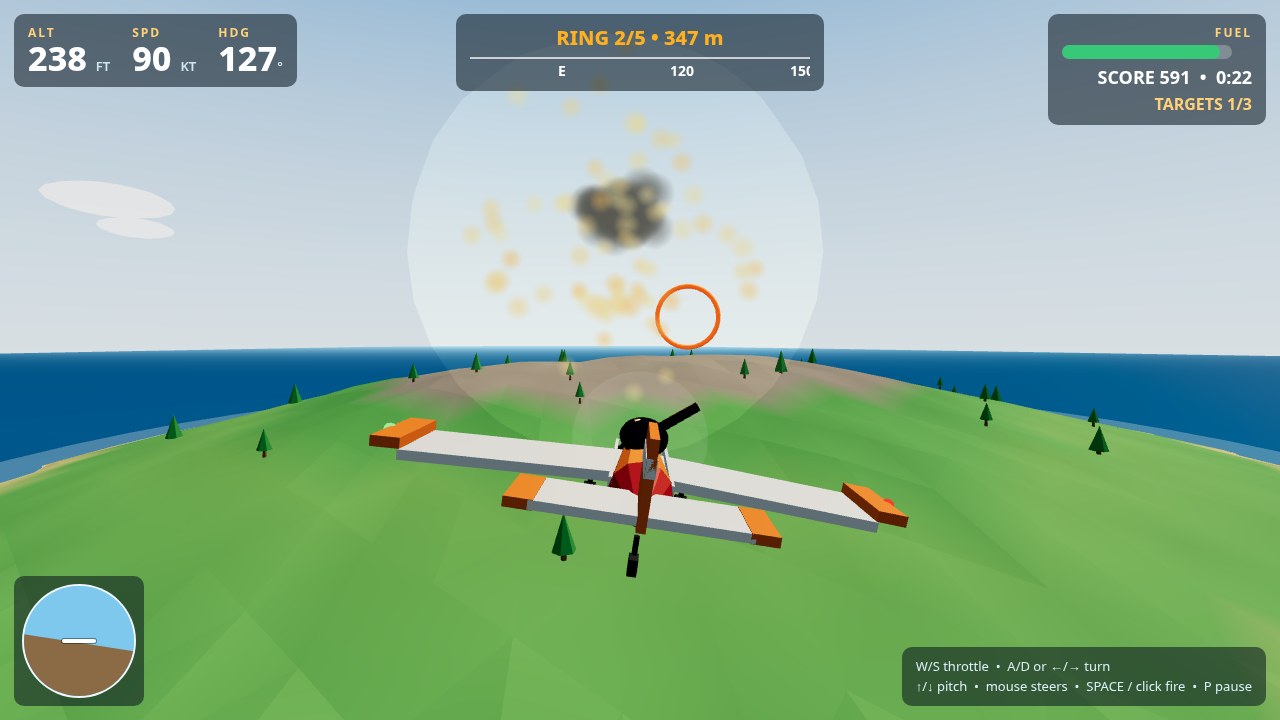 ALT SPD HDG
238 FT 90 KT 127°
RING 2/5 • 347 m
E 120 150
FUEL
SCORE 591 • 0:22
TARGETS 1/3
W/S throttle • A/D or ←/→ turn
↑/↓ pitch • mouse steers • SPACE / click fire • P pause